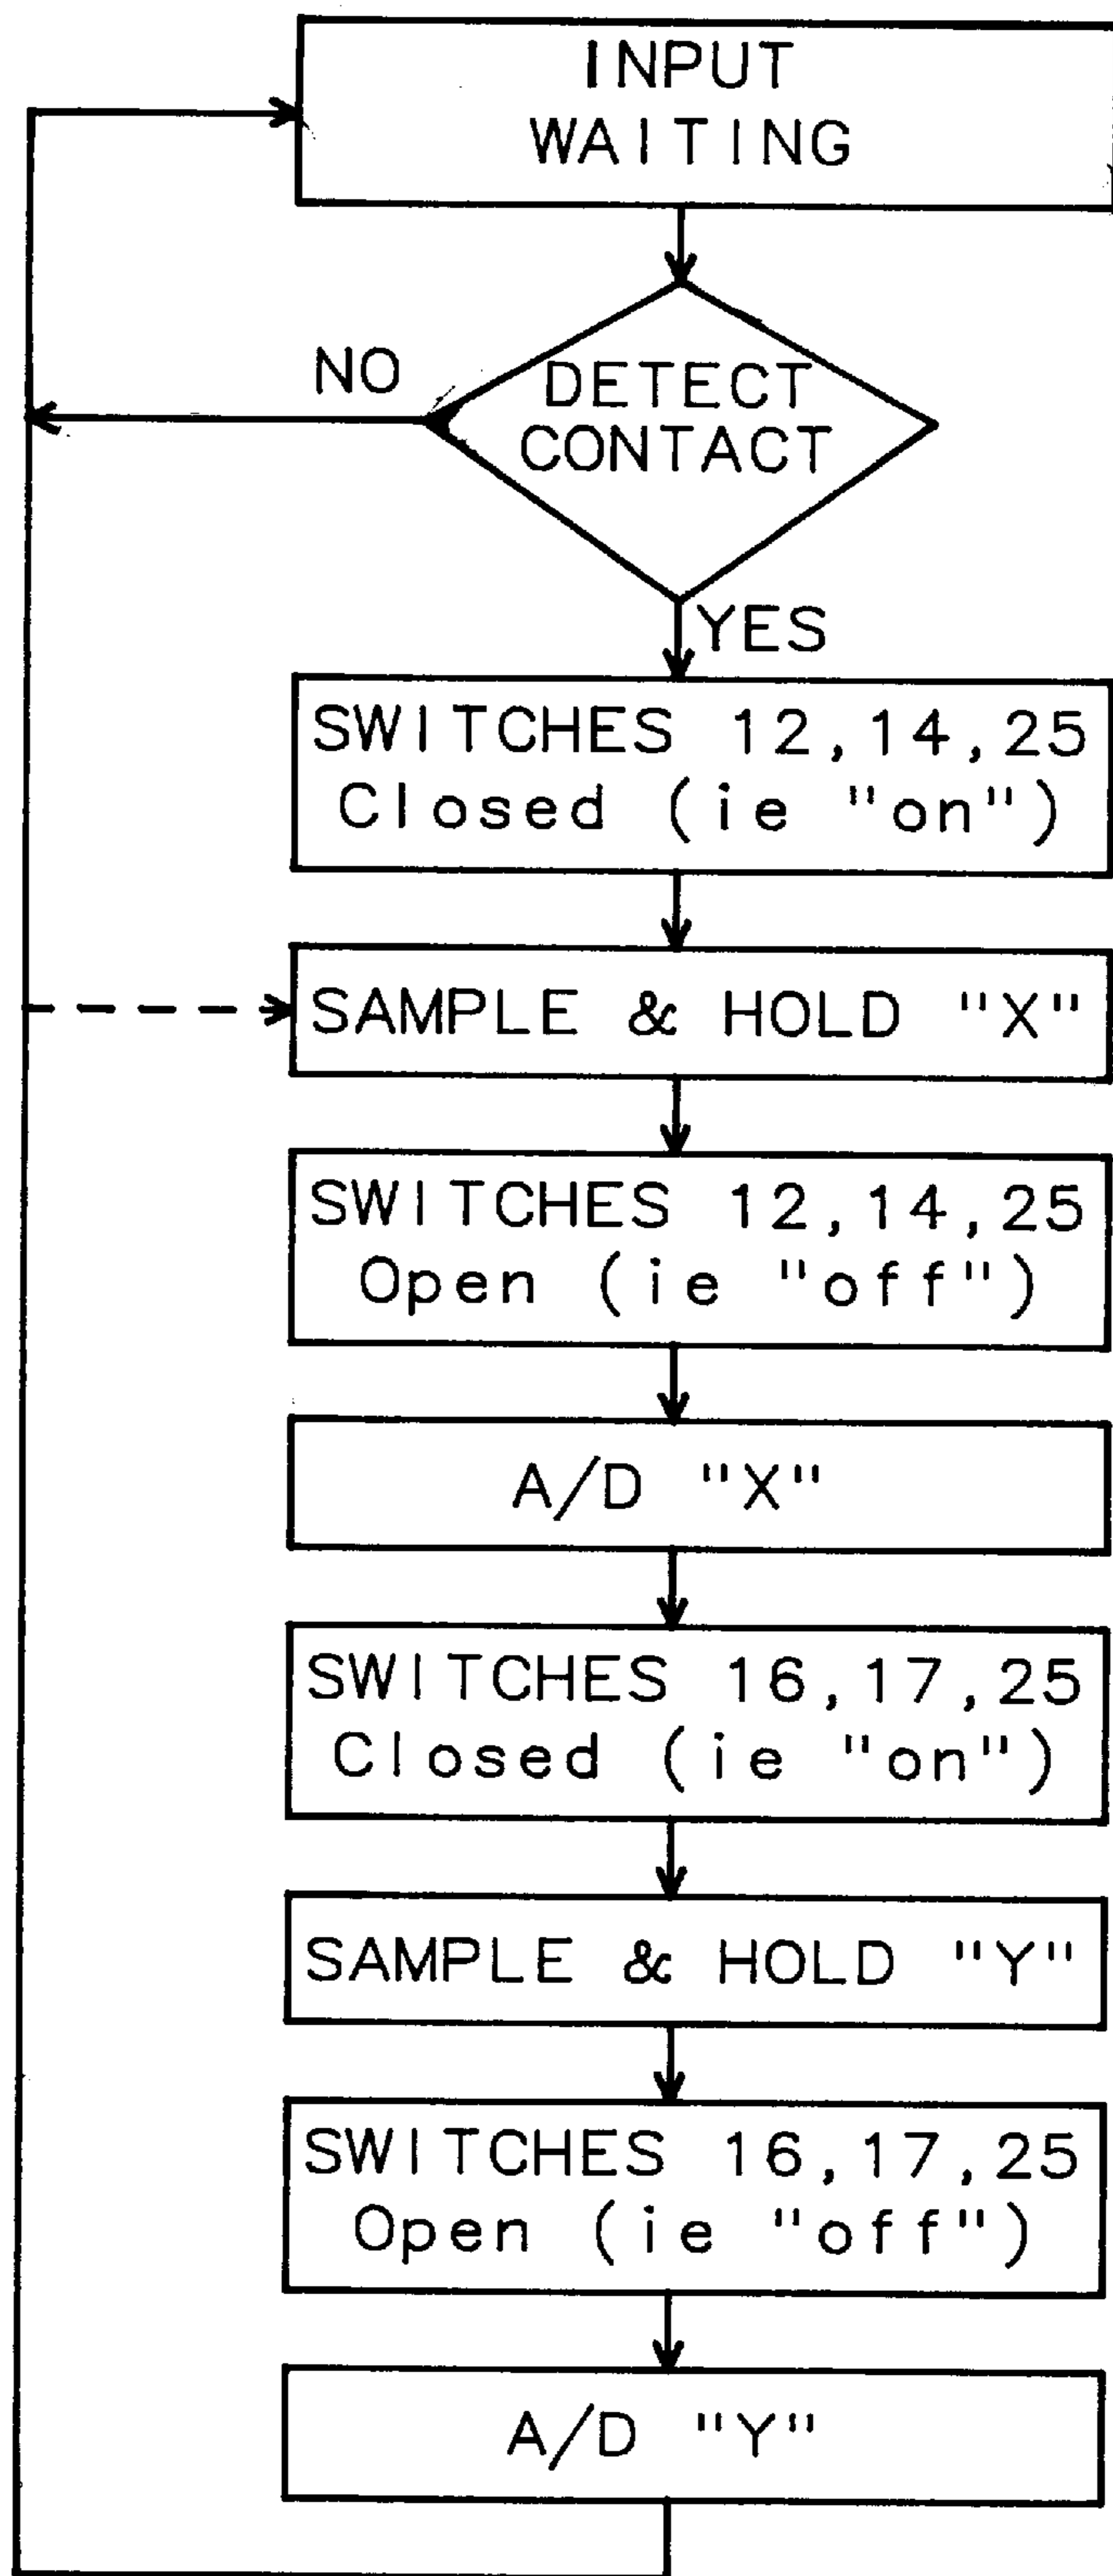 INPUT
WAITING
NO
DETECT
CONTACT
YES
SWITCHES 12,14,25
Closed (ie "on")
SAMPLE & HOLD "X"
SWITCHES 12,14,25
Open (ie "off")
A/D "X"
SWITCHES 16,17,25
Closed (ie "on")
SAMPLE & HOLD "Y"
SWITCHES 16,17,25
Open (ie "off")
A/D "Y"